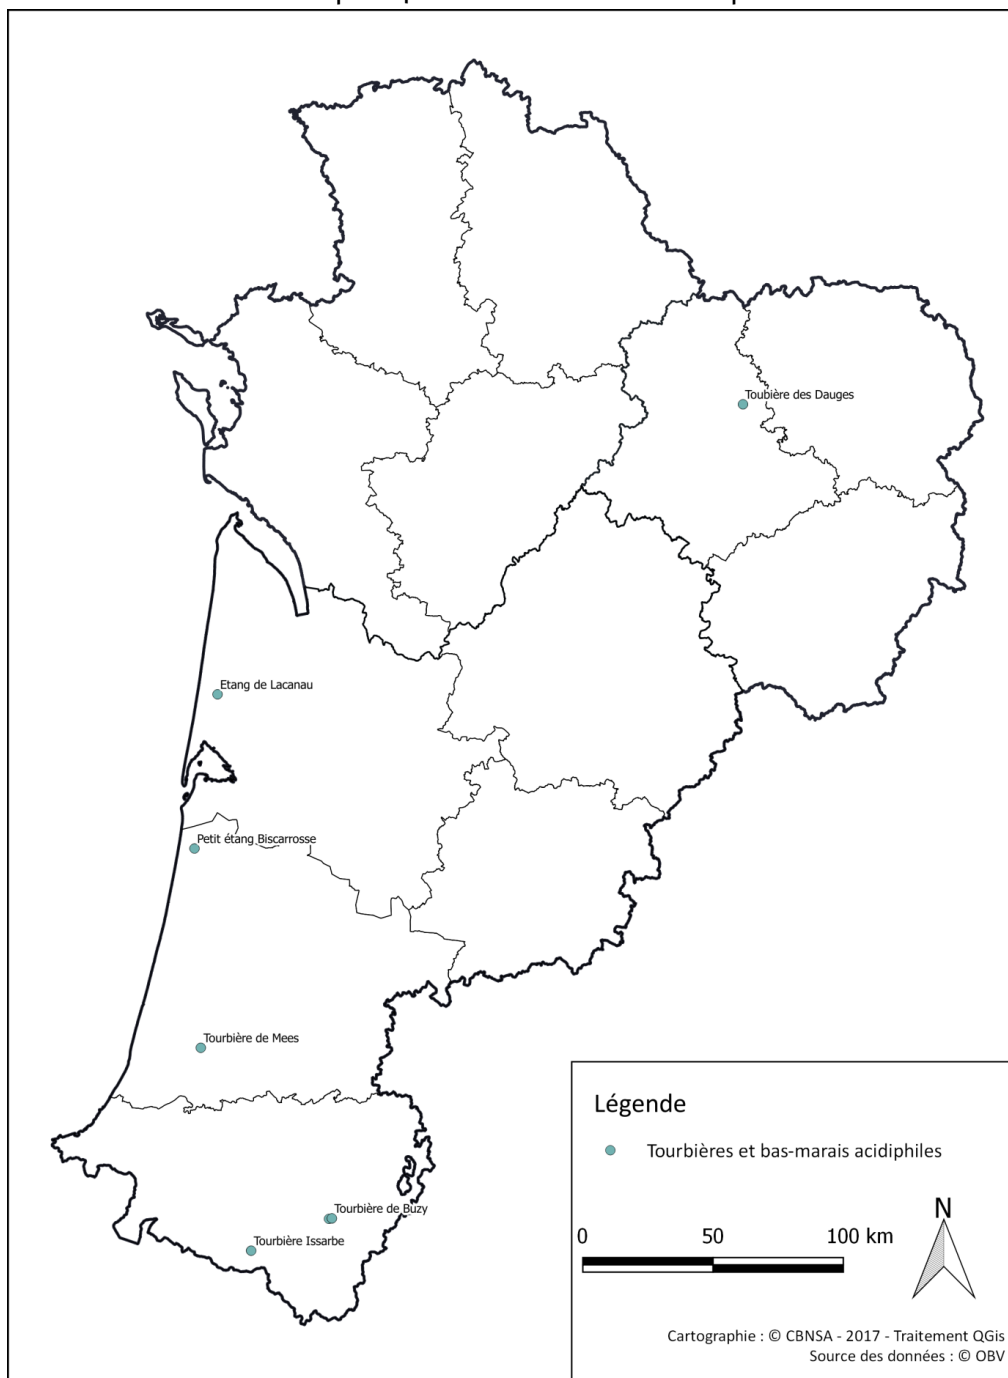 Toubière des Dauges
Etang de Lacanau
Petit étang Biscarrosse
Tourbière de Mees
Tourbière de Buzy
Tourbière Issarbe
Légende
Tourbières et bas-marais acidiphiles
0 50 100 km
N
Cartographie : © CBNSA - 2017 - Traitement QGis
Source des données : © OBV